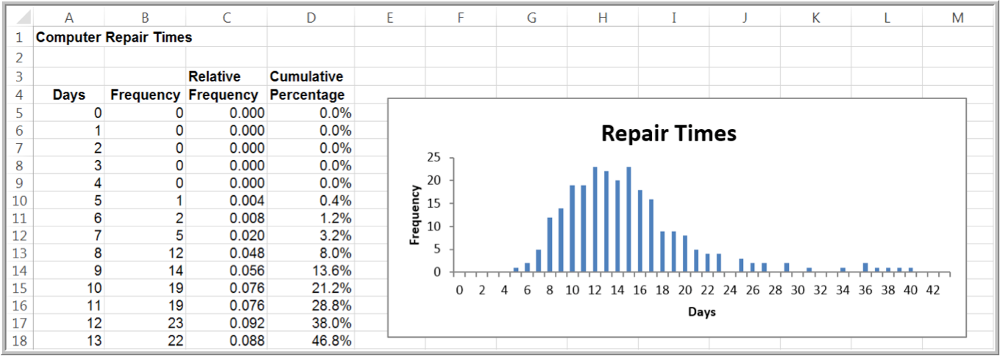 A B C D E F G H I J K L M
1 Computer Repair Times
2
3 Relative Cumulative
4 Days Frequency Frequency Percentage
5 0 0 0.000 0.0%
6 1 0 0.000 0.0%
7 2 0 0.000 0.0%
8 3 0 0.000 0.0%
9 4 0 0.000 0.0%
10 5 1 0.004 0.4%
11 6 2 0.008 1.2%
12 7 5 0.020 3.2%
13 8 12 0.048 8.0%
14 9 14 0.056 13.6%
15 10 19 0.076 21.2%
16 11 19 0.076 28.8%
17 12 23 0.092 38.0%
18 13 22 0.088 46.8%
Repair Times
25
20
15
10
5
0
Frequency
0 2 4 6 8 10 12 14 16 18 20 22 24 26 28 30 32 34 36 38 40 42
Days